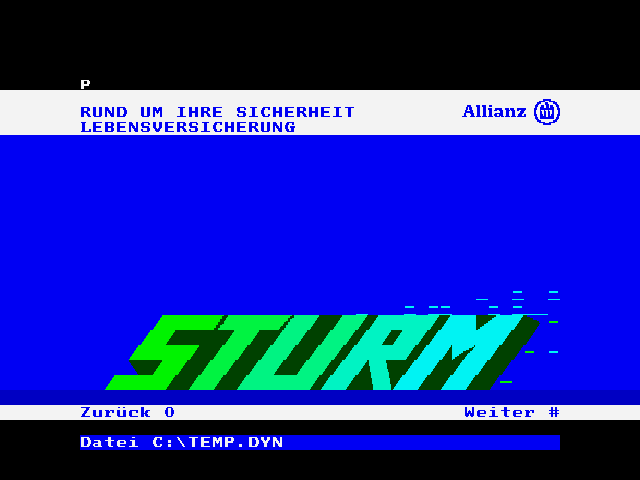 P
RUND UM IHRE SICHERHEIT
LEBENSVERSICHERUNG
Allianz
STURM
Zurück 0
Weiter #
Datei C:\TEMP.DYN